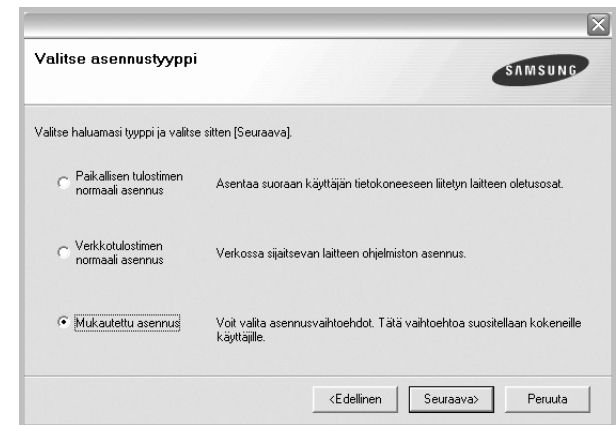 Valitse asennustyyppi
SAMSUNG
Valitse haluamasi tyyppi ja valitse sitten [Seuraava].
Paikallisen tulostimen
normaali asennus
Asentaa suoraan käyttäjän tietokoneeseen liitetyn laitteen oletusosat.
Verkkotulostimen
normaali asennus
Verkossa sijaitsevan laitteen ohjelmiston asennus.
Mukautettu asennus
Voit valita asennusvaihtoehdot. Tätä vaihtoehtoa suositellaan kokeneille
käyttäjille.
<Edellinen
Seuraava>
Peruuta